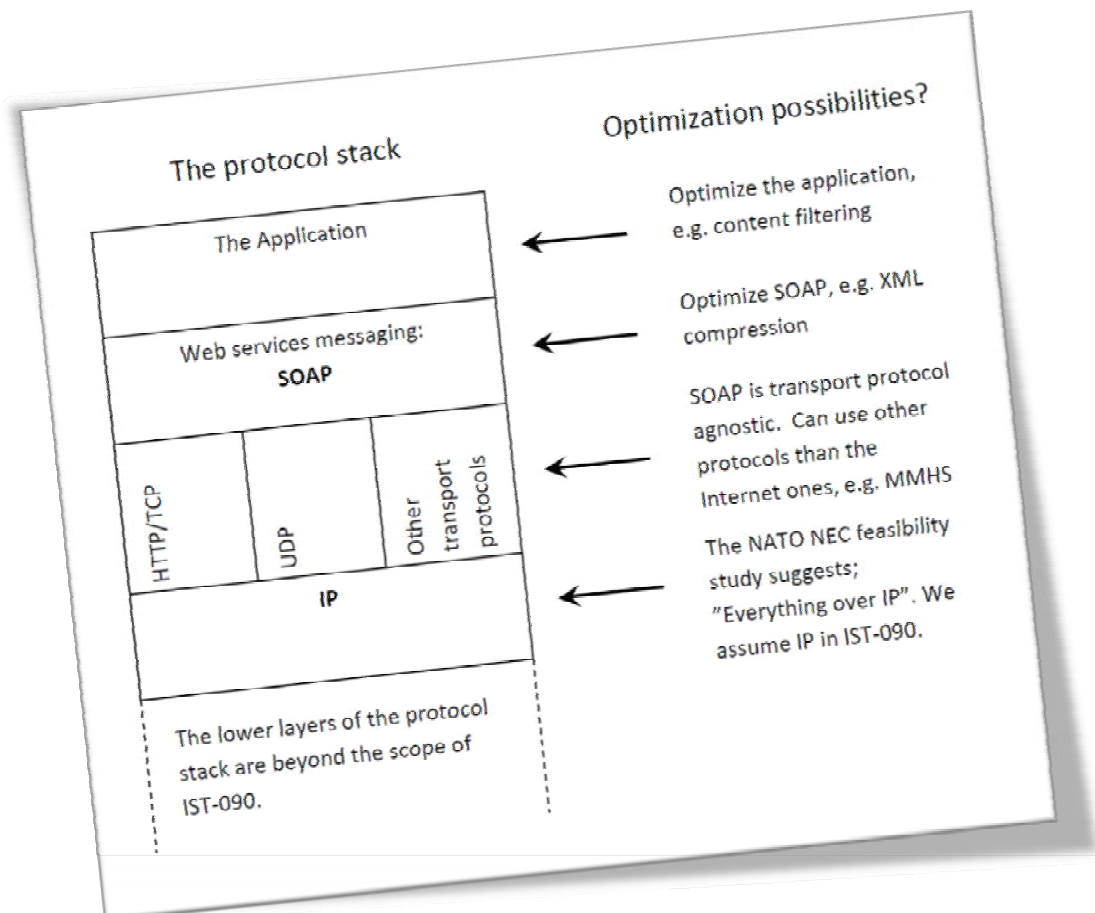 The protocol stack
The Application
Web services messaging:
SOAP
HTTP/TCP
UDP
Other
transport
protocols
IP
The lower layers of the protocol
stack are beyond the scope of
IST-090.
Optimization possibilities?
Optimize the application,
e.g. content filtering
Optimize SOAP, e.g. XML
compression
SOAP is transport protocol
agnostic.  Can use other
protocols than the
Internet ones, e.g. MMHS
The NATO NEC feasibility
study suggests;
”Everything over IP”. We
assume IP in IST-090.